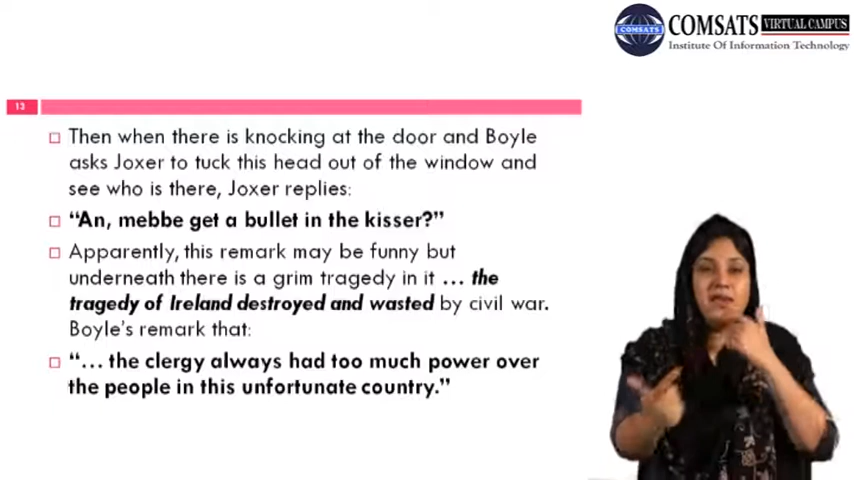 COMSATS
COMSATS VIRTUAL CAMPUS
Institute Of Information Technology
13
Then when there is knocking at the door and Boyle
asks Joxer to tuck this head out of the window and
see who is there, Joxer replies:
“An, mebbe get a bullet in the kisser?”
Apparently, this remark may be funny but
underneath there is a grim tragedy in it … the
tragedy of Ireland destroyed and wasted by civil war.
Boyle’s remark that:
“… the clergy always had too much power over
the people in this unfortunate country.”